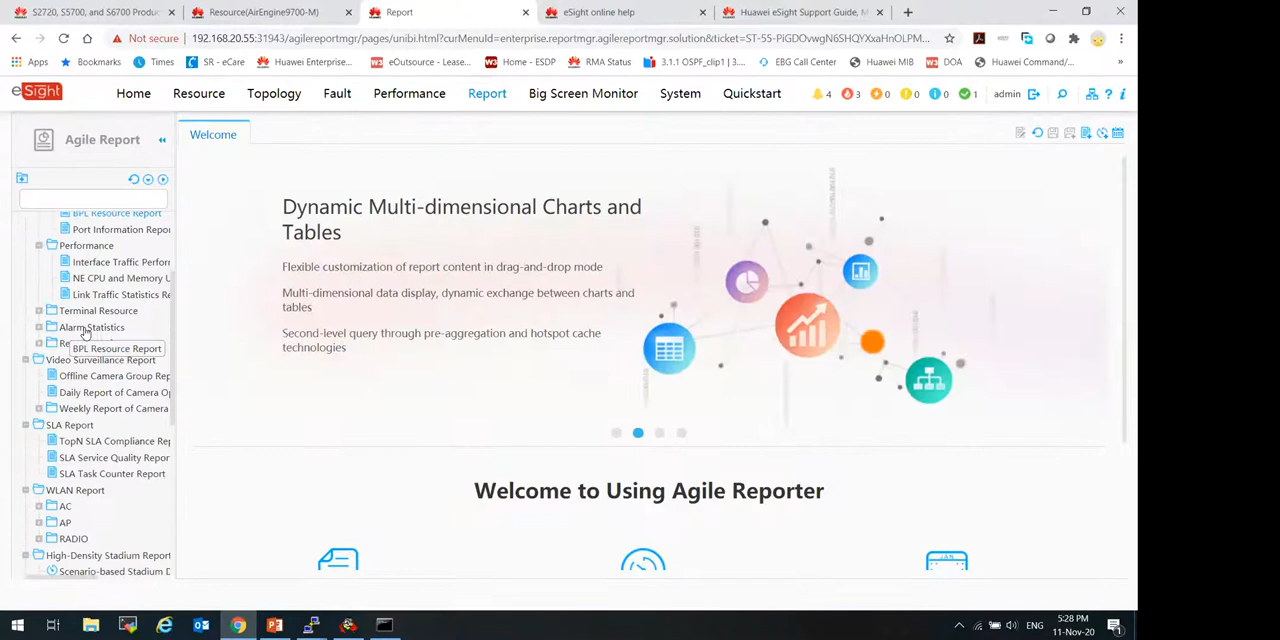 S2720, S5700, and S6700 Produc
Resource(AirEngine9700-M)
Report
eSight online help
Huawei eSight Support Guide, M
Not secure
192.168.20.55:31943/agilereportmgr/pages/unibi.html?curMenuId=enterprise.reportmgr.agilereportmgr.solution&ticket=ST-55-PiGDOvwgN6SHQYXxaHnOLPM...
Apps
Bookmarks
Times
SR - eCare
Huawei Enterprise...
eOutsource - Lease...
Home - ESDP
RMA Status
3.1.1 OSPF_clip1 | 3....
EBG Call Center
Huawei MIB
DOA
Huawei Command/...
eSight
Home
Resource
Topology
Fault
Performance
Report
Big Screen Monitor
System
Quickstart
4
3
0
0
0
1
admin
Agile Report
Welcome
BPL Resource Report
Port Information Repo
Performance
Interface Traffic Perfor
NE CPU and Memory U
Link Traffic Statistics Re
Terminal Resource
Alarm Statistics
Re
BPL Resource Report
Video Surveillance Report
Offline Camera Group Rep
Daily Report of Camera Op
Weekly Report of Camera
SLA Report
TopN SLA Compliance Rep
SLA Service Quality Repor
SLA Task Counter Report
WLAN Report
AC
AP
RADIO
High-Density Stadium Report
Scenario-based Stadium D
Dynamic Multi-dimensional Charts and
Tables
Flexible customization of report content in drag-and-drop mode
Multi-dimensional data display, dynamic exchange between charts and
tables
Second-level query through pre-aggregation and hotspot cache
technologies
Welcome to Using Agile Reporter
JAN
ENG
5:28 PM
11-Nov-20